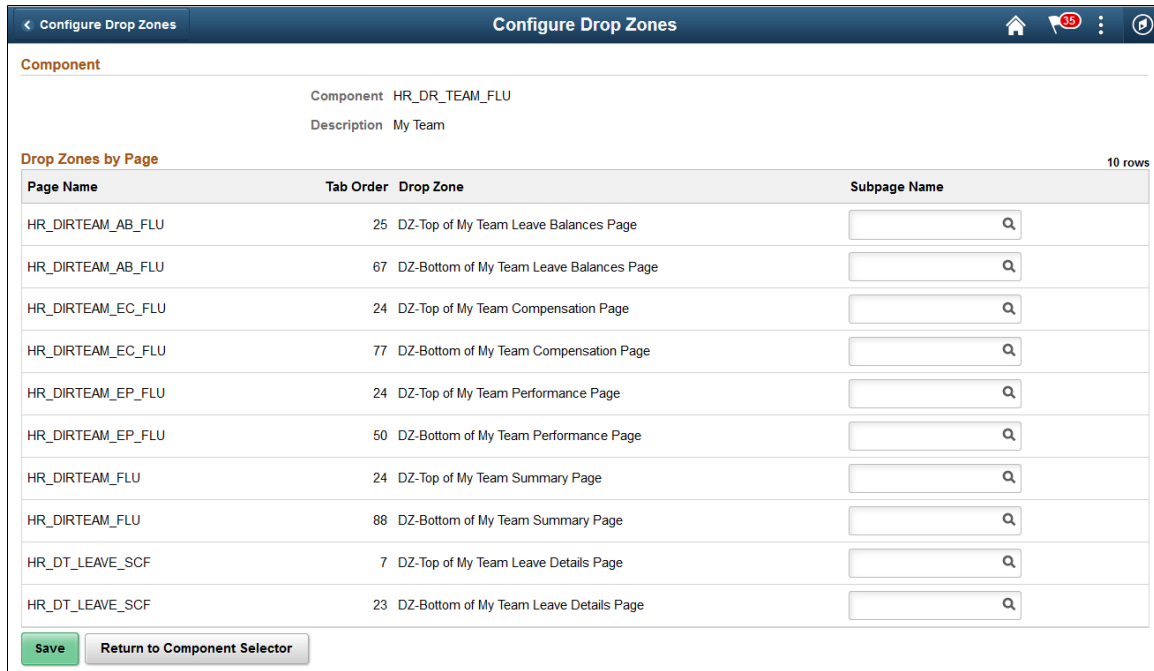 Configure Drop Zones Configure Drop Zones 35
Component
Component HR_DR_TEAM_FLU
Description My Team
Drop Zones by Page 10 rows
Page Name Tab Order Drop Zone Subpage Name
HR_DIRTEAM_AB_FLU 25 DZ-Top of My Team Leave Balances Page
HR_DIRTEAM_AB_FLU 67 DZ-Bottom of My Team Leave Balances Page
HR_DIRTEAM_EC_FLU 24 DZ-Top of My Team Compensation Page
HR_DIRTEAM_EC_FLU 77 DZ-Bottom of My Team Compensation Page
HR_DIRTEAM_EP_FLU 24 DZ-Top of My Team Performance Page
HR_DIRTEAM_EP_FLU 50 DZ-Bottom of My Team Performance Page
HR_DIRTEAM_FLU 24 DZ-Top of My Team Summary Page
HR_DIRTEAM_FLU 88 DZ-Bottom of My Team Summary Page
HR_DT_LEAVE_SCF 7 DZ-Top of My Team Leave Details Page
HR_DT_LEAVE_SCF 23 DZ-Bottom of My Team Leave Details Page
Save Return to Component Selector